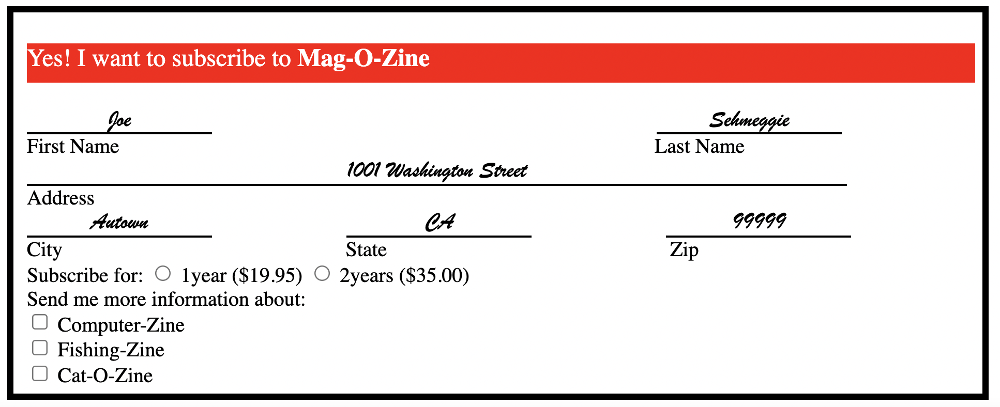 Yes! I want to subscribe to Mag-O-Zine
Joe Schmeggie
First Name Last Name
1001 Washington Street
Address
Autown CA 99999
City State Zip
Subscribe for: 1year ($19.95) 2years ($35.00)
Send me more information about:
Computer-Zine
Fishing-Zine
Cat-O-Zine